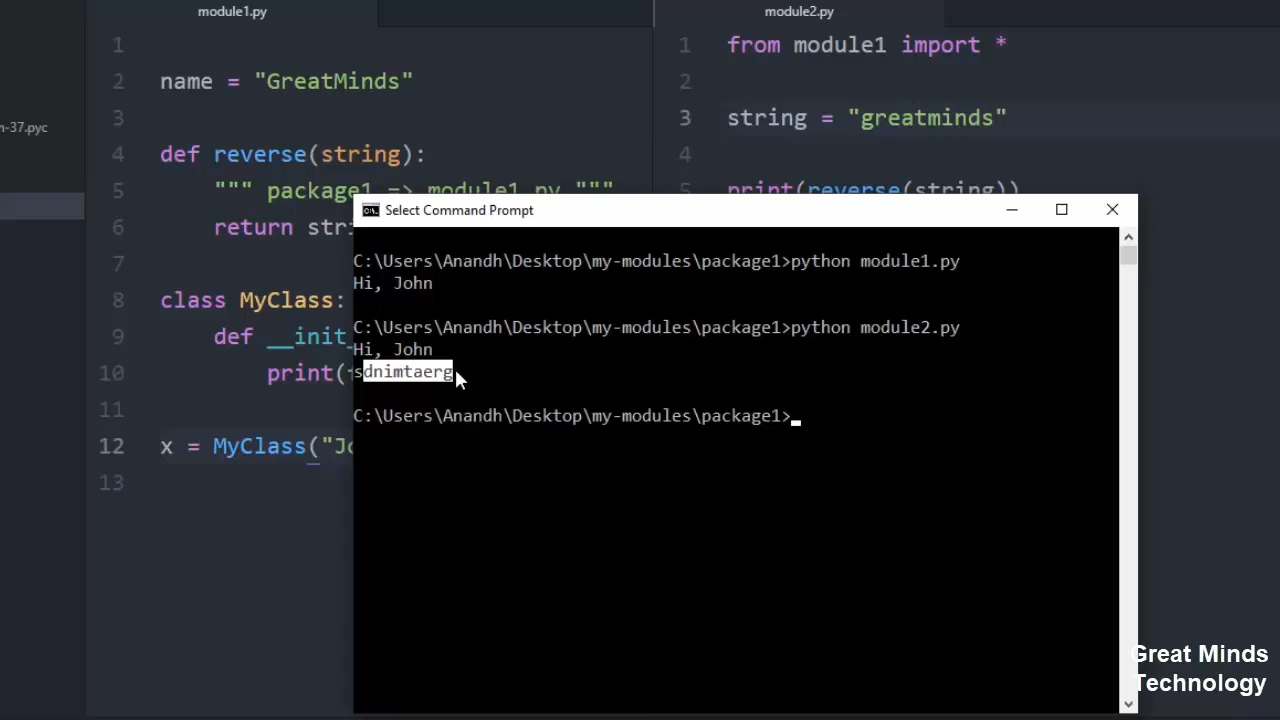 module1.py
module2.py
n-37.pyc
1
2 name = "GreatMinds"
3
4 def reverse(string):
5 """ package1 => module1.py """
6 return stri
7
8 class MyClass:
9 def __init_
10 print(
11
12 x = MyClass("Jo
13
1 from module1 import *
2
3 string = "greatminds"
4
5 print(reverse(string))
Select Command Prompt
C:\Users\Anandh\Desktop\my-modules\package1>python module1.py
Hi, John
C:\Users\Anandh\Desktop\my-modules\package1>python module2.py
Hi, John
sdnimtaerg
C:\Users\Anandh\Desktop\my-modules\package1>
Great Minds
Technology